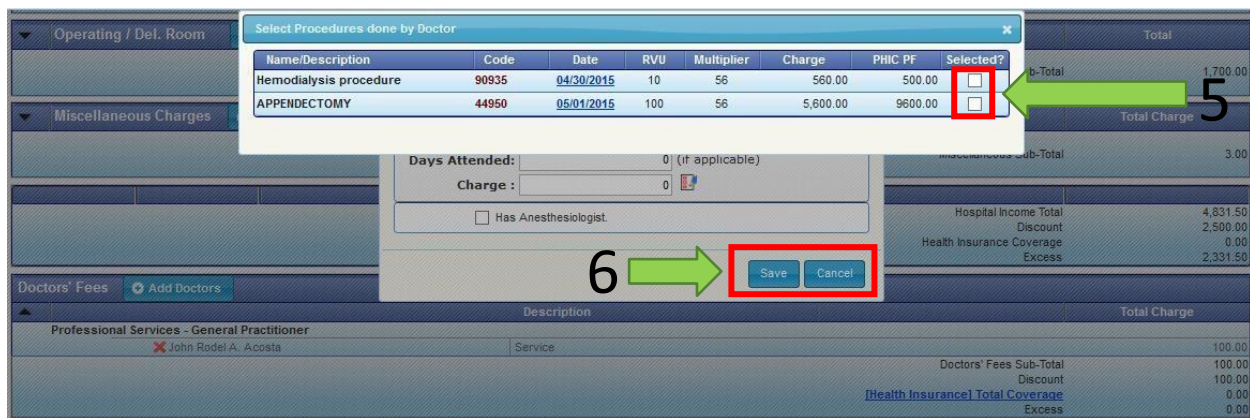 Operating / Del. Room
Select Procedures done by Doctor
Total
Name/Description Code Date RVU Multiplier Charge PHIC PF Selected?
Hemodialysis procedure 90935 04/30/2015 10 56 560.00 500.00
b-Total 1,700.00
APPENDECTOMY 44950 05/01/2015 100 56 5,600.00 9600.00
5
Miscellaneous Charges
Total Charge
Days Attended: 0 (if applicable)
Miscellaneous Sub-Total 3.00
Charge : 0
Has Anesthesiologist.
Hospital Income Total 4,831.50
Discount 2,500.00
Health Insurance Coverage 0.00
Excess 2,331.50
6
Save Cancel
Doctors' Fees Add Doctors
Description Total Charge
Professional Services - General Practitioner
John Rodel A. Acosta Service 100.00
Doctors' Fees Sub-Total 100.00
Discount 100.00
[Health Insurance] Total Coverage 0.00
Excess 0.00